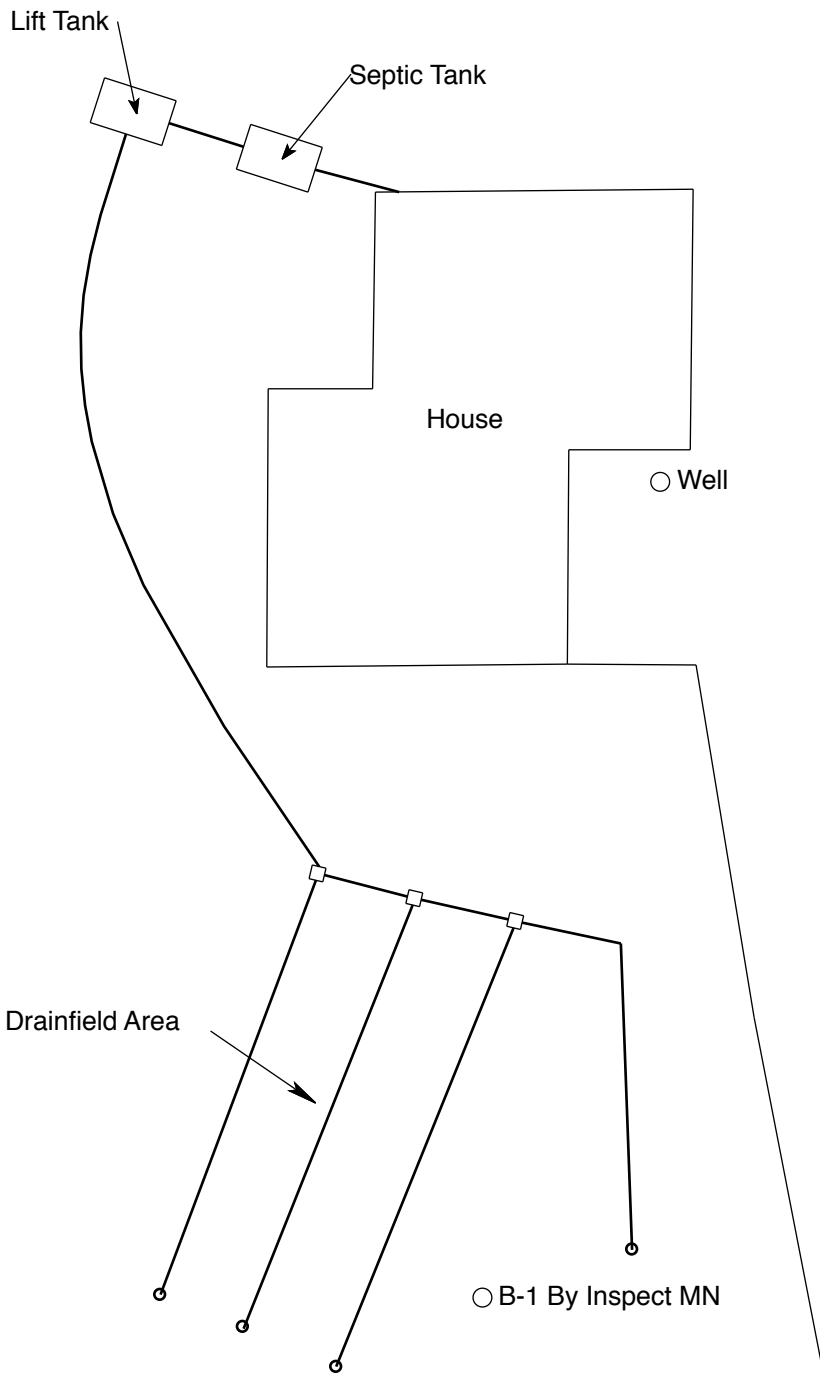 Lift Tank
Septic Tank
House
Well
Drainfield Area
B-1 By Inspect MN